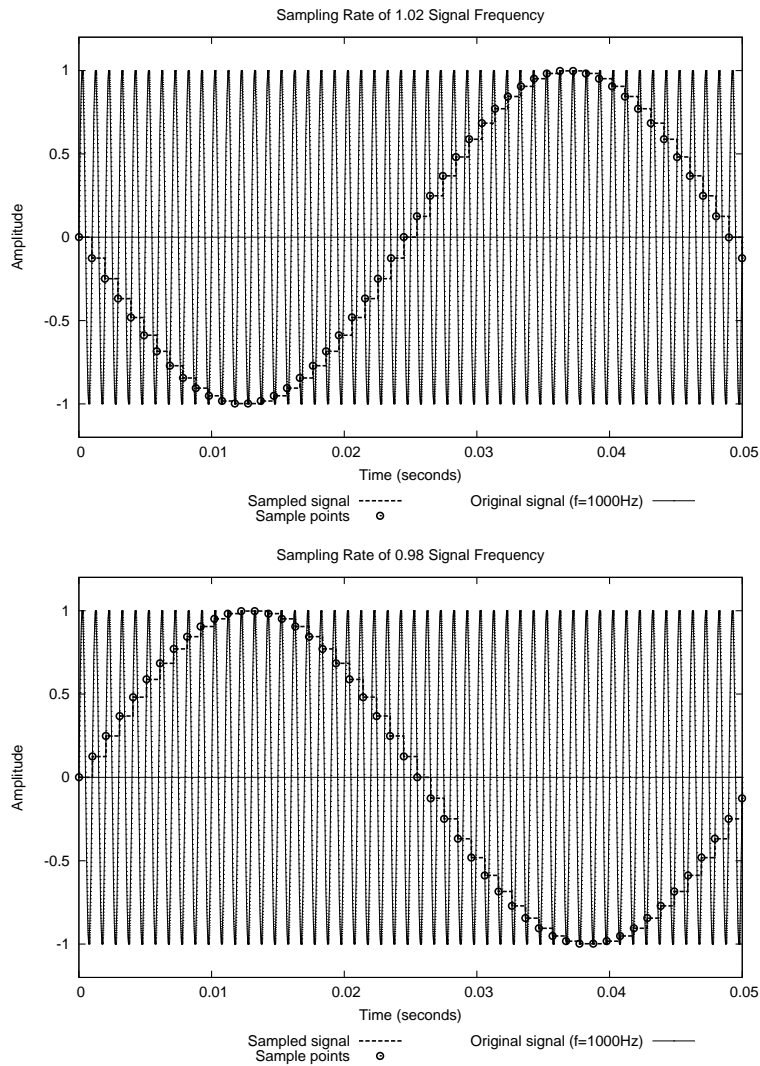 Sampling Rate of 1.02 Signal Frequency
1
0.5
0
-0.5
-1
Amplitude
0 0.01 0.02 0.03 0.04 0.05
Time (seconds)
Sampled signal Original signal (f=1000Hz)
Sample points
Sampling Rate of 0.98 Signal Frequency
1
0.5
0
-0.5
-1
Amplitude
0 0.01 0.02 0.03 0.04 0.05
Time (seconds)
Sampled signal Original signal (f=1000Hz)
Sample points